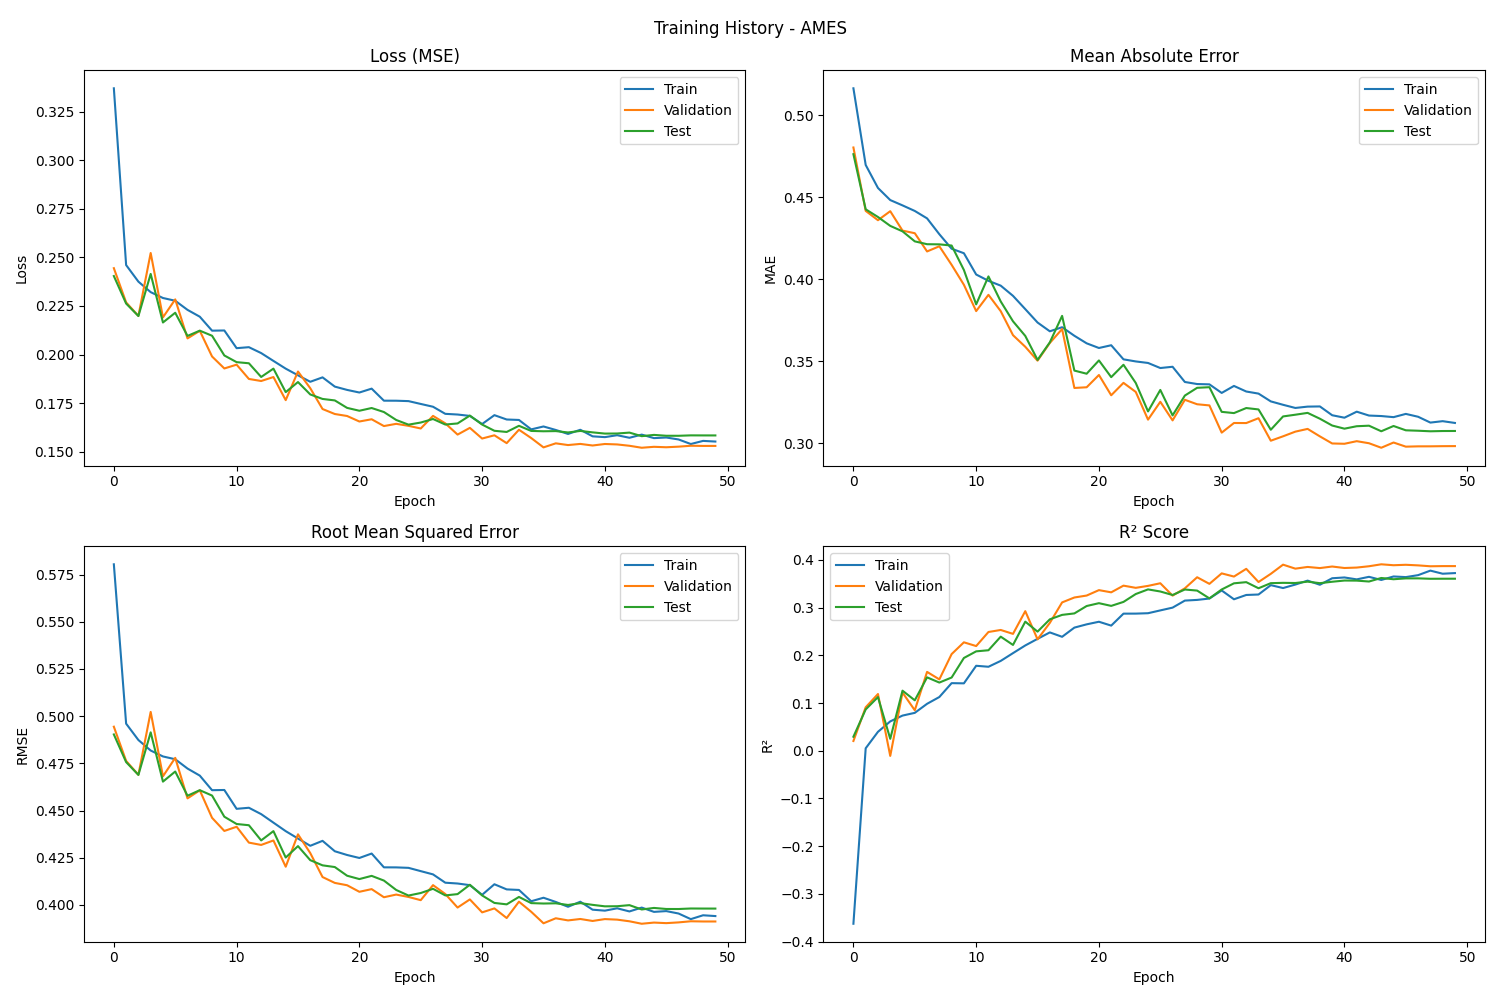 Training History - AMES
Loss (MSE)
Loss
0.325
0.300
0.275
0.250
0.225
0.200
0.175
0.150
0
10
20
30
40
50
Epoch
Train
Validation
Test
Mean Absolute Error
MAE
0.50
0.45
0.40
0.35
0.30
0
10
20
30
40
50
Epoch
Train
Validation
Test
Root Mean Squared Error
RMSE
0.575
0.550
0.525
0.500
0.475
0.450
0.425
0.400
0
10
20
30
40
50
Epoch
Train
Validation
Test
R² Score
R²
0.4
0.3
0.2
0.1
0.0
−0.1
−0.2
−0.3
−0.4
0
10
20
30
40
50
Epoch
Train
Validation
Test